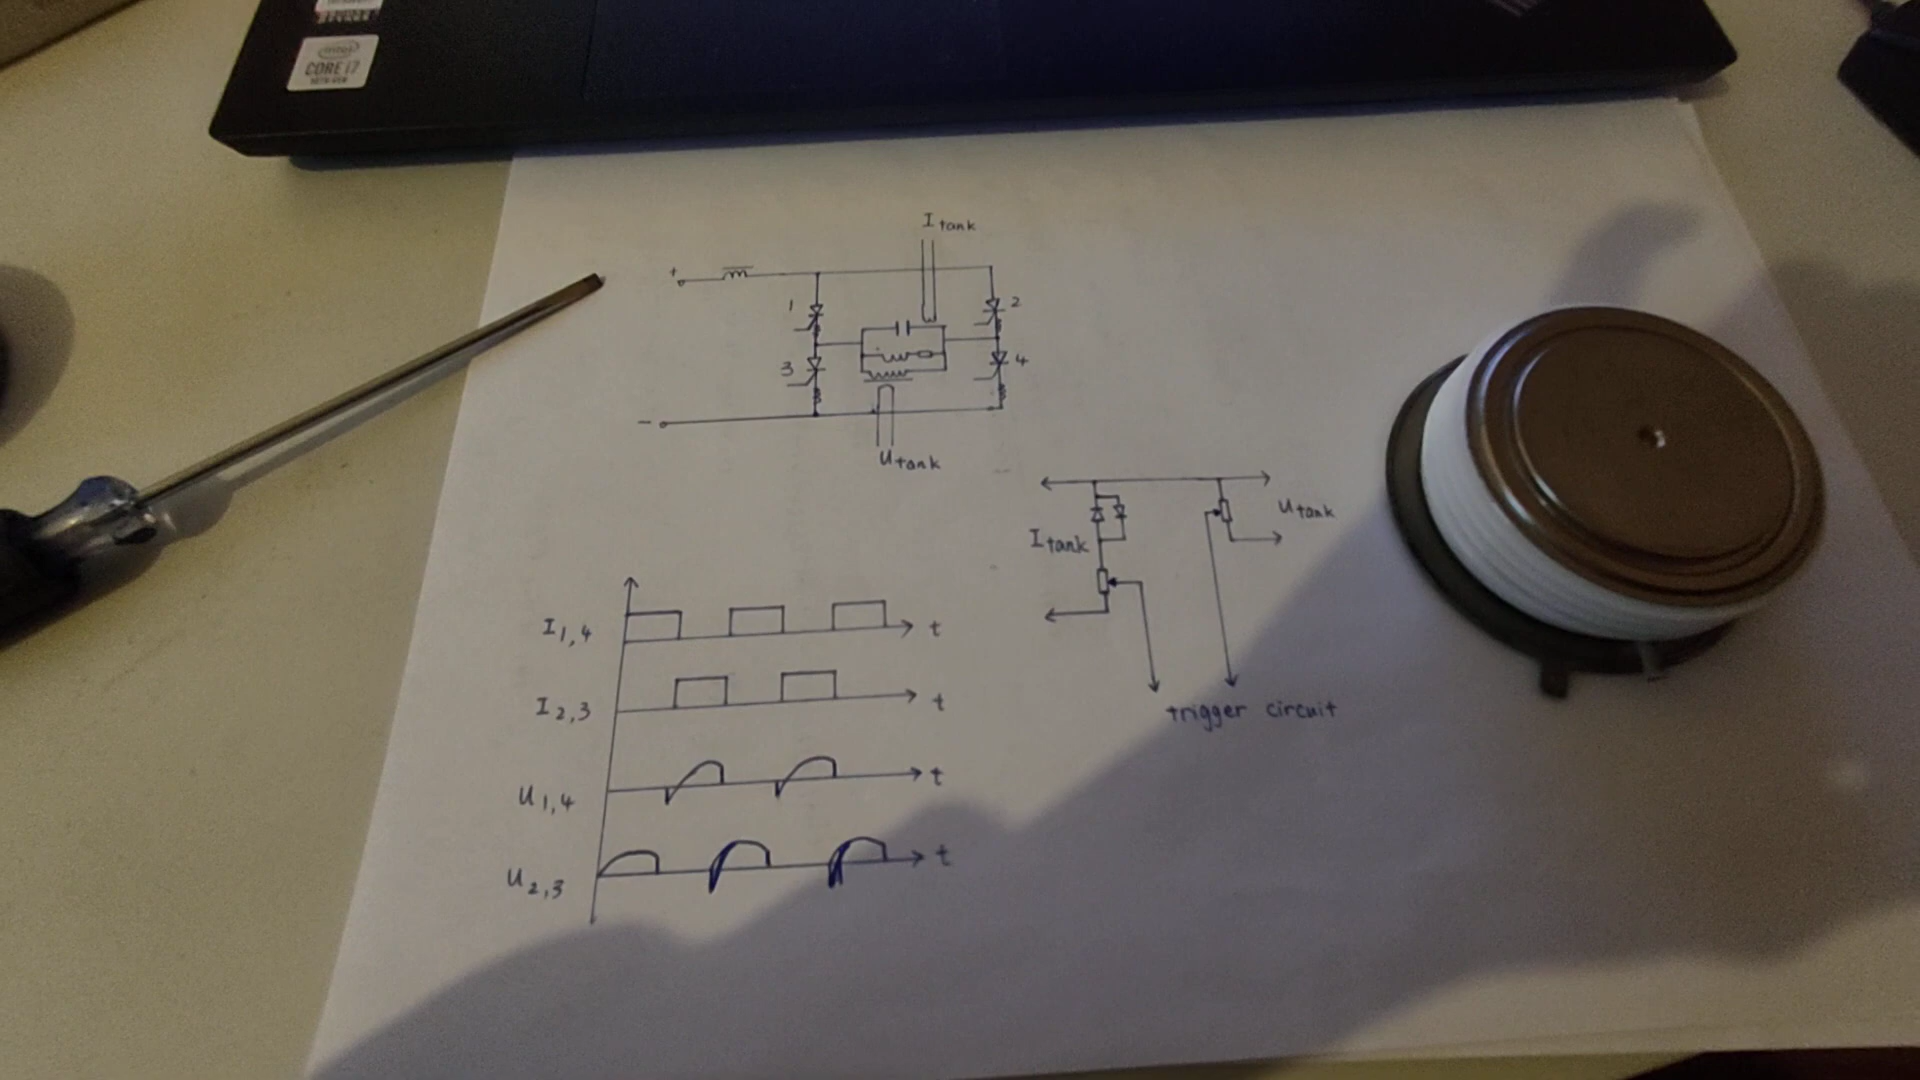 intel
CORE i7
I tank
+
1
2
3
4
-
U tank
I tank
U tank
trigger circuit
I 1,4
t
I 2,3
t
U 1,4
t
U 2,3
t